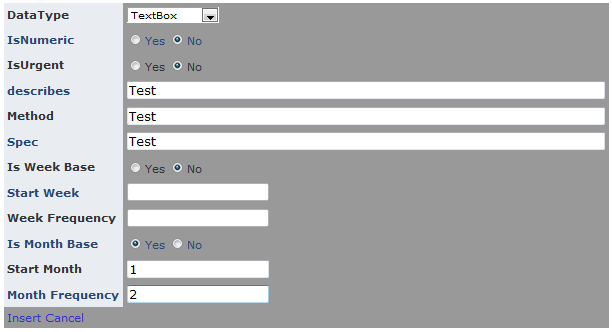 DataType TextBox
IsNumeric Yes No
IsUrgent Yes No
describes Test
Method Test
Spec Test
Is Week Base Yes No
Start Week
Week Frequency
Is Month Base Yes No
Start Month 1
Month Frequency 2
Insert Cancel